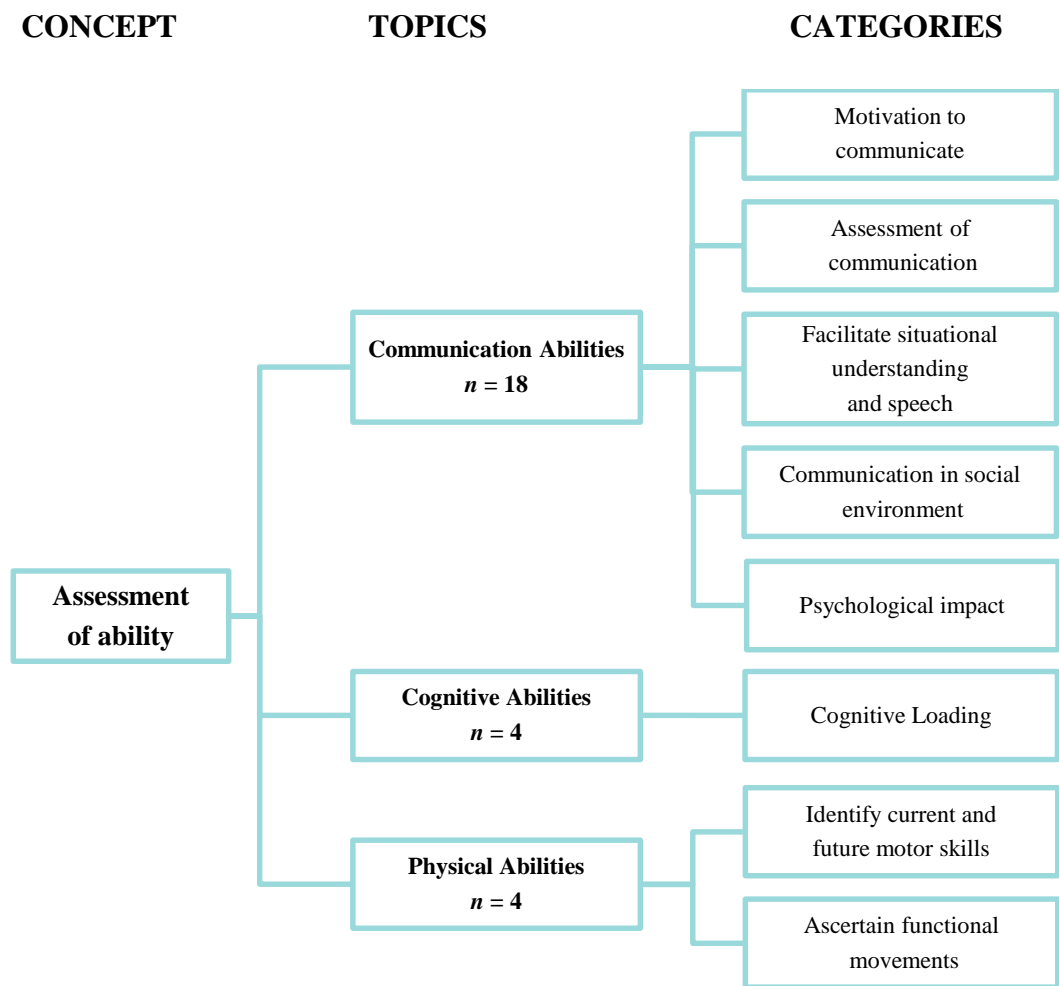 CONCEPT
TOPICS
CATEGORIES
Assessment
of ability
Communication Abilities
n = 18
Motivation to
communicate
Assessment of
communication
Facilitate situational
understanding
and speech
Communication in social
environment
Psychological impact
Cognitive Abilities
n = 4
Cognitive Loading
Physical Abilities
n = 4
Identify current and
future motor skills
Ascertain functional
movements